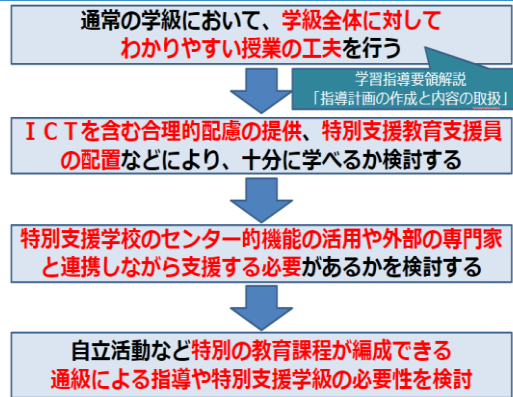 通常の学級において、学級全体に対して
わかりやすい授業の工夫を行う
学習指導要領解説
「指導計画の作成と内容の取扱」
ＩＣＴを含む合理的配慮の提供、特別支援教育支援員
の配置などにより、十分に学べるか検討する
特別支援学校のセンター的機能の活用や外部の専門家
と連携しながら支援する必要があるかを検討する
自立活動など特別の教育課程が編成できる
通級による指導や特別支援学級の必要性を検討